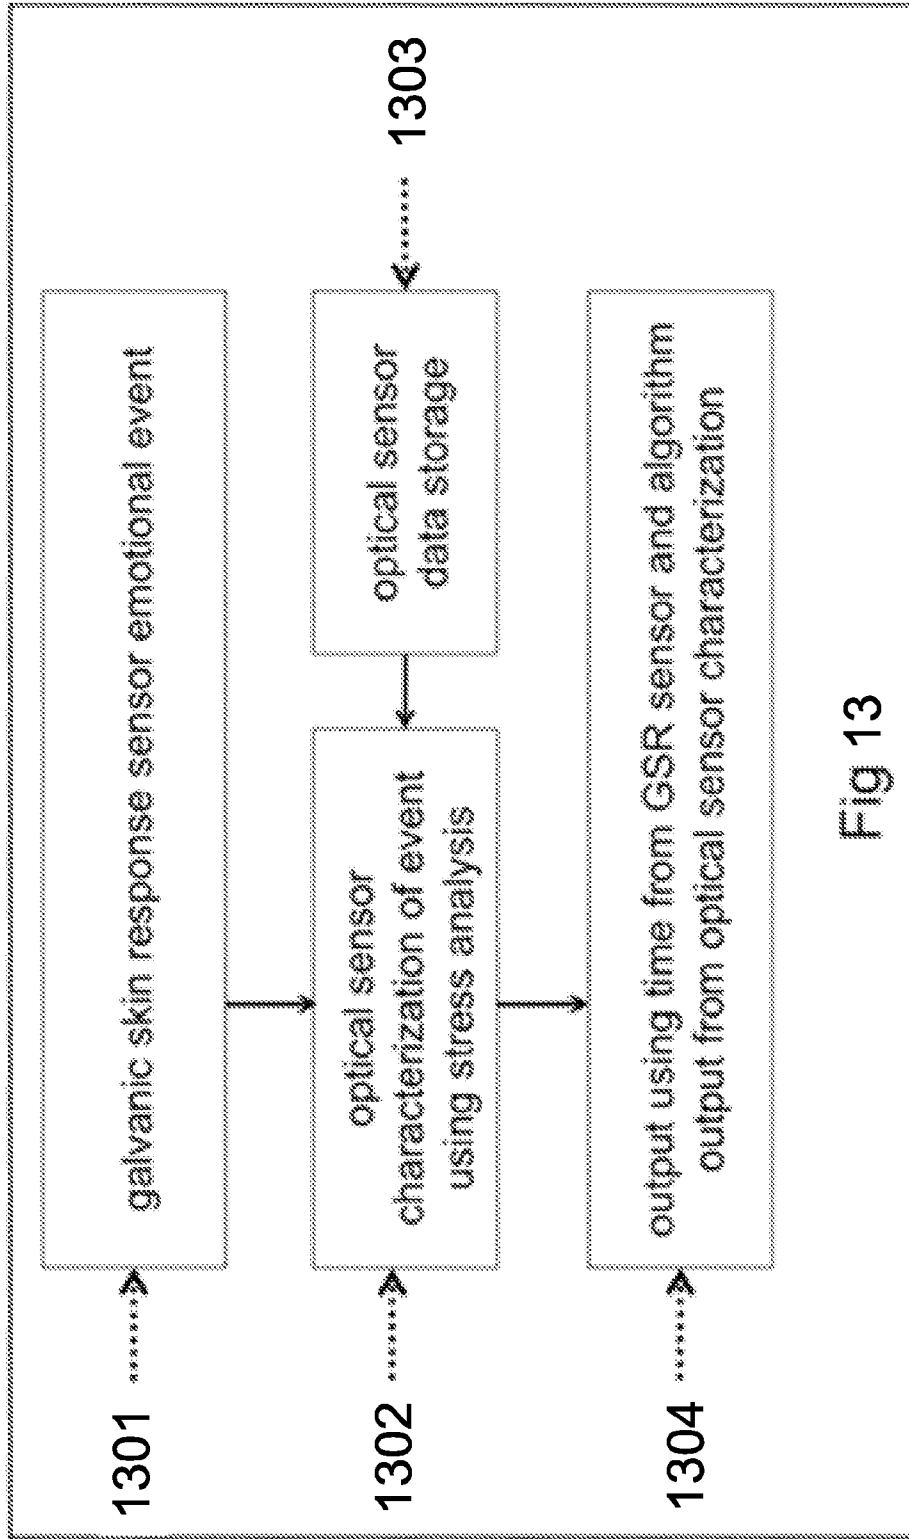 1301
galvanic skin response sensor emotional event
1302
optical sensor
characterization of event
using stress analysis
optical sensor
data storage
1303
1304
output using time from GSR sensor and algorithm
output from optical sensor characterization
Fig 13